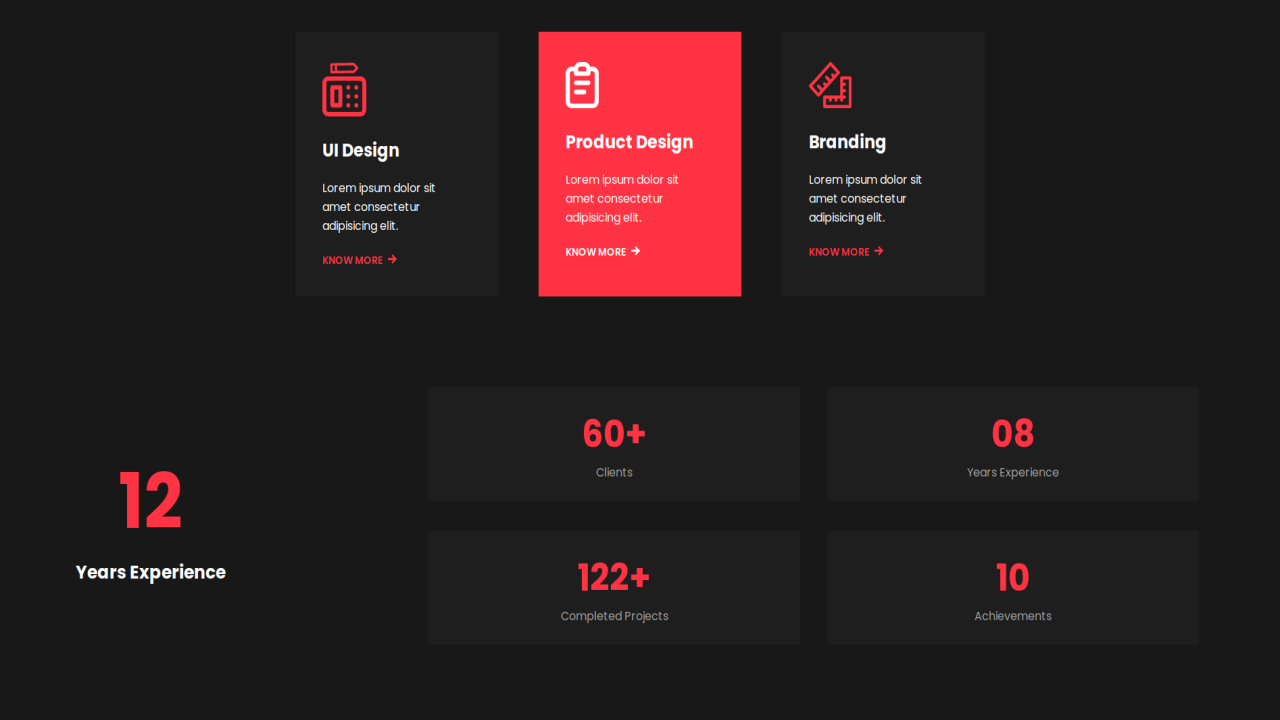 UI Design
Lorem ipsum dolor sit
amet consectetur
adipisicing elit.
KNOW MORE
Product Design
Lorem ipsum dolor sit
amet consectetur
adipisicing elit.
KNOW MORE
Branding
Lorem ipsum dolor sit
amet consectetur
adipisicing elit.
KNOW MORE
12
Years Experience
60+
Clients
08
Years Experience
122+
Completed Projects
10
Achievements